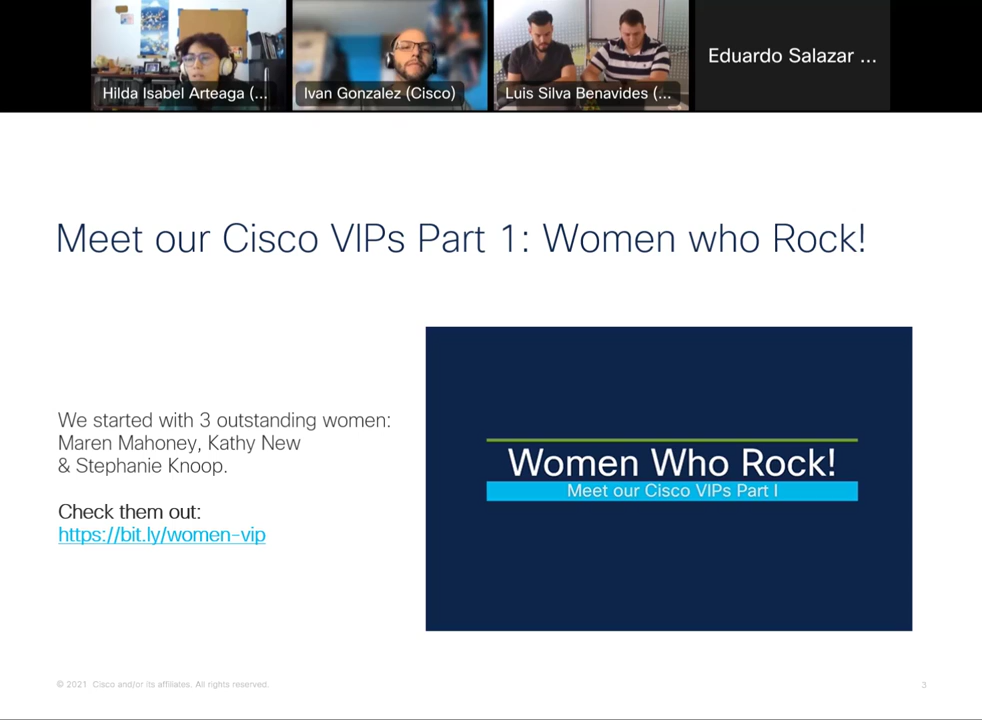 Hilda Isabel Arteaga (...
Ivan Gonzalez (Cisco)
Luis Silva Benavides (...
Eduardo Salazar ...
Meet our Cisco VIPs Part 1: Women who Rock!
We started with 3 outstanding women:
Maren Mahoney, Kathy New
& Stephanie Knoop.
Check them out:
https://bit.ly/women-vip
Women Who Rock!
Meet our Cisco VIPs Part I
© 2021 Cisco and/or its affiliates. All rights reserved.
3